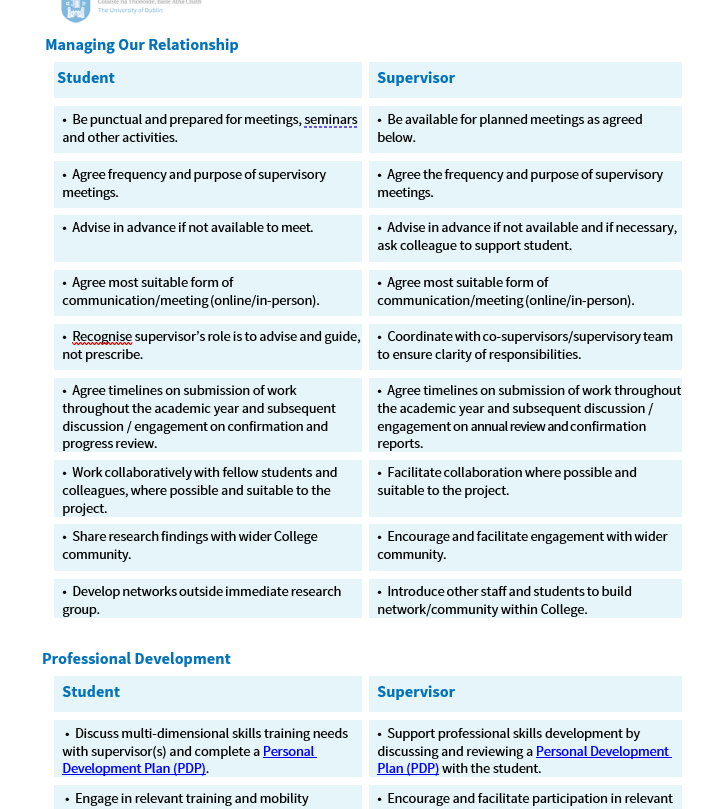 Coláiste na Tríonóide, Baile Átha Cliath
The University of Dublin
Managing Our Relationship
Student
Supervisor
• Be punctual and prepared for meetings, seminars
and other activities.
• Be available for planned meetings as agreed
below.
• Agree frequency and purpose of supervisory
meetings.
• Agree the frequency and purpose of supervisory
meetings.
• Advise in advance if not available to meet.
• Advise in advance if not available and if necessary,
ask colleague to support student.
• Agree most suitable form of
communication/meeting (online/in-person).
• Agree most suitable form of
communication/meeting (online/in-person).
• Recognise supervisor's role is to advise and guide,
not prescribe.
• Coordinate with co-supervisors/supervisory team
to ensure clarity of responsibilities.
• Agree timelines on submission of work
throughout the academic year and subsequent
discussion / engagement on confirmation and
progress review.
• Agree timelines on submission of work throughout
the academic year and subsequent discussion /
engagement on annual review and confirmation
reports.
• Work collaboratively with fellow students and
colleagues, where possible and suitable to the
project.
• Facilitate collaboration where possible and
suitable to the project.
• Share research findings with wider College
community.
• Encourage and facilitate engagement with wider
community.
• Develop networks outside immediate research
group.
• Introduce other staff and students to build
network/community within College.
Professional Development
Student
Supervisor
• Discuss multi-dimensional skills training needs
with supervisor(s) and complete a Personal
Development Plan (PDP).
• Support professional skills development by
discussing and reviewing a Personal Development
Plan (PDP) with the student.
• Engage in relevant training and mobility
• Encourage and facilitate participation in relevant